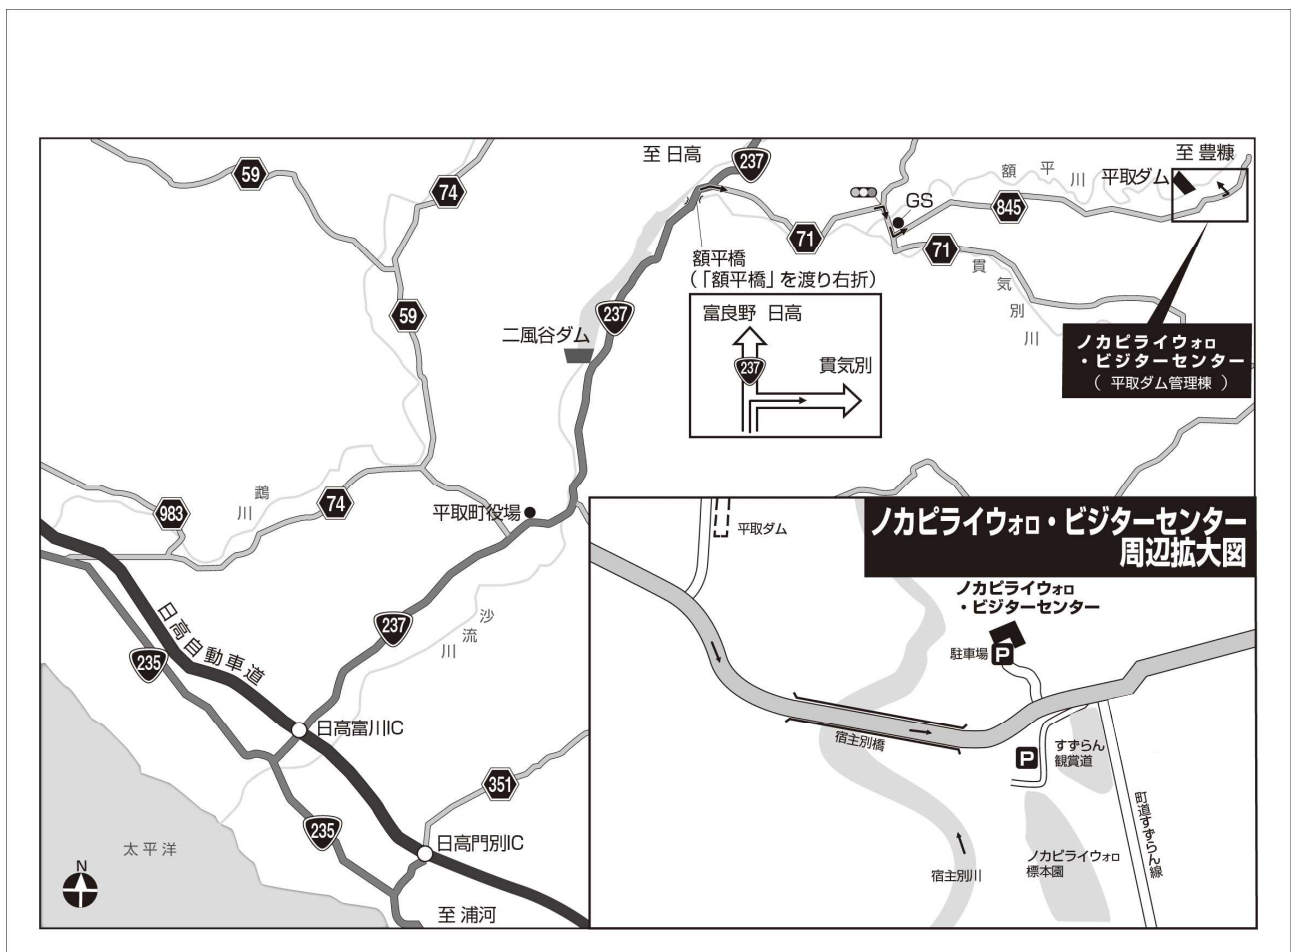 至 日高
237
至 豊糠
59
74
額平川
平取ダム
GS
845
71
71
額平橋
(「額平橋」を渡り右折)
貫気別川
59
237
富良野 日高
237
貫気別
二風谷ダム
ノカピライウォロ
・ビジターセンター
( 平取ダム管理棟 )
鵡川
983
74
平取町役場
237
沙流川
日高自動車道
235
日高富川IC
351
235
日高門別IC
太平洋
N
至 浦河
ノカピライウォロ・ビジターセンター
周辺拡大図
平取ダム
ノカピライウォロ
・ビジターセンター
駐車場
P
宿主別橋
P
すずらん
観賞道
町道すずらん線
ノカピライウォロ
標本園
宿主別川